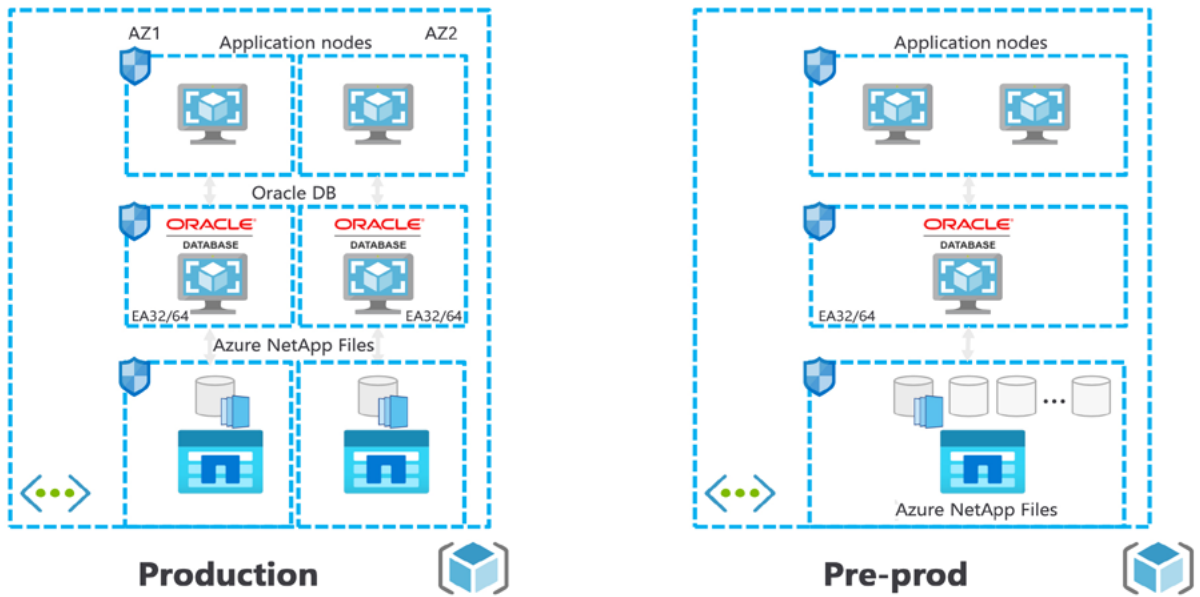 AZ1
Application nodes
AZ2
Oracle DB
ORACLE®
DATABASE
EA32/64
ORACLE®
DATABASE
EA32/64
Azure NetApp Files
Production
Application nodes
ORACLE®
DATABASE
EA32/64
...
Azure NetApp Files
Pre-prod